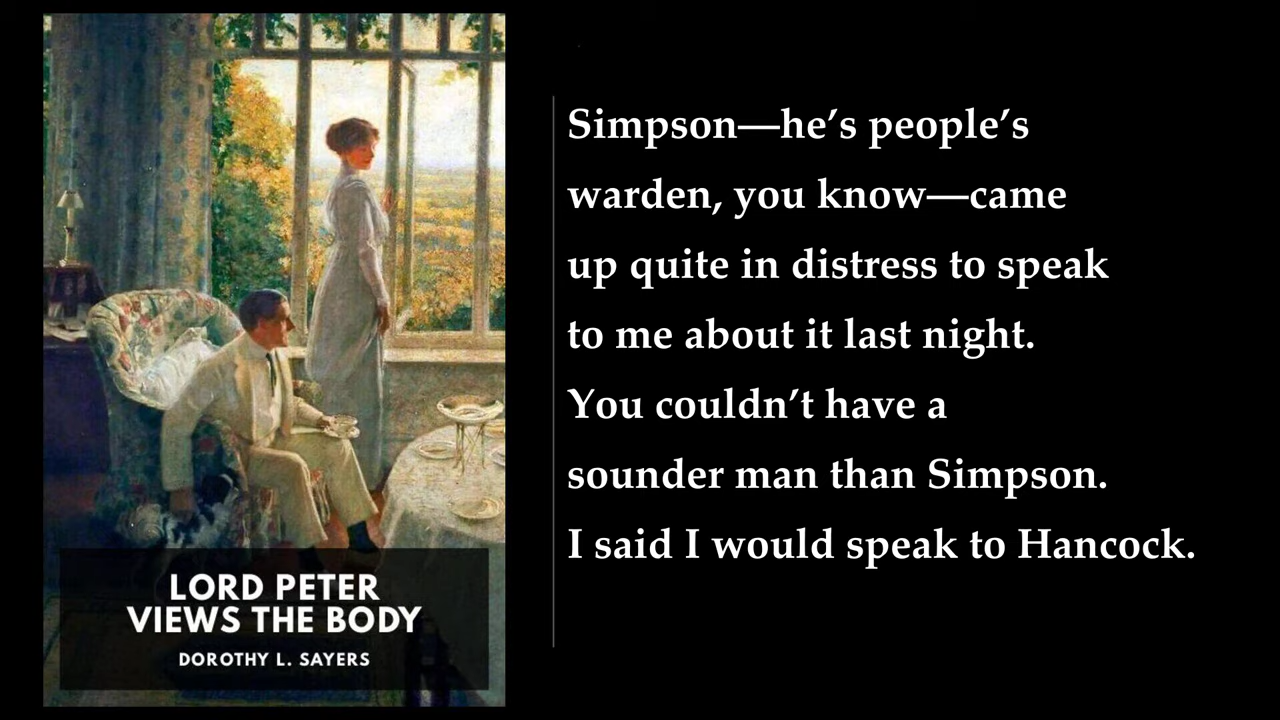 LORD PETER
VIEWS THE BODY
DOROTHY L. SAYERS
Simpson—he’s people’s
warden, you know—came
up quite in distress to speak
to me about it last night.
You couldn’t have a
sounder man than Simpson.
I said I would speak to Hancock.